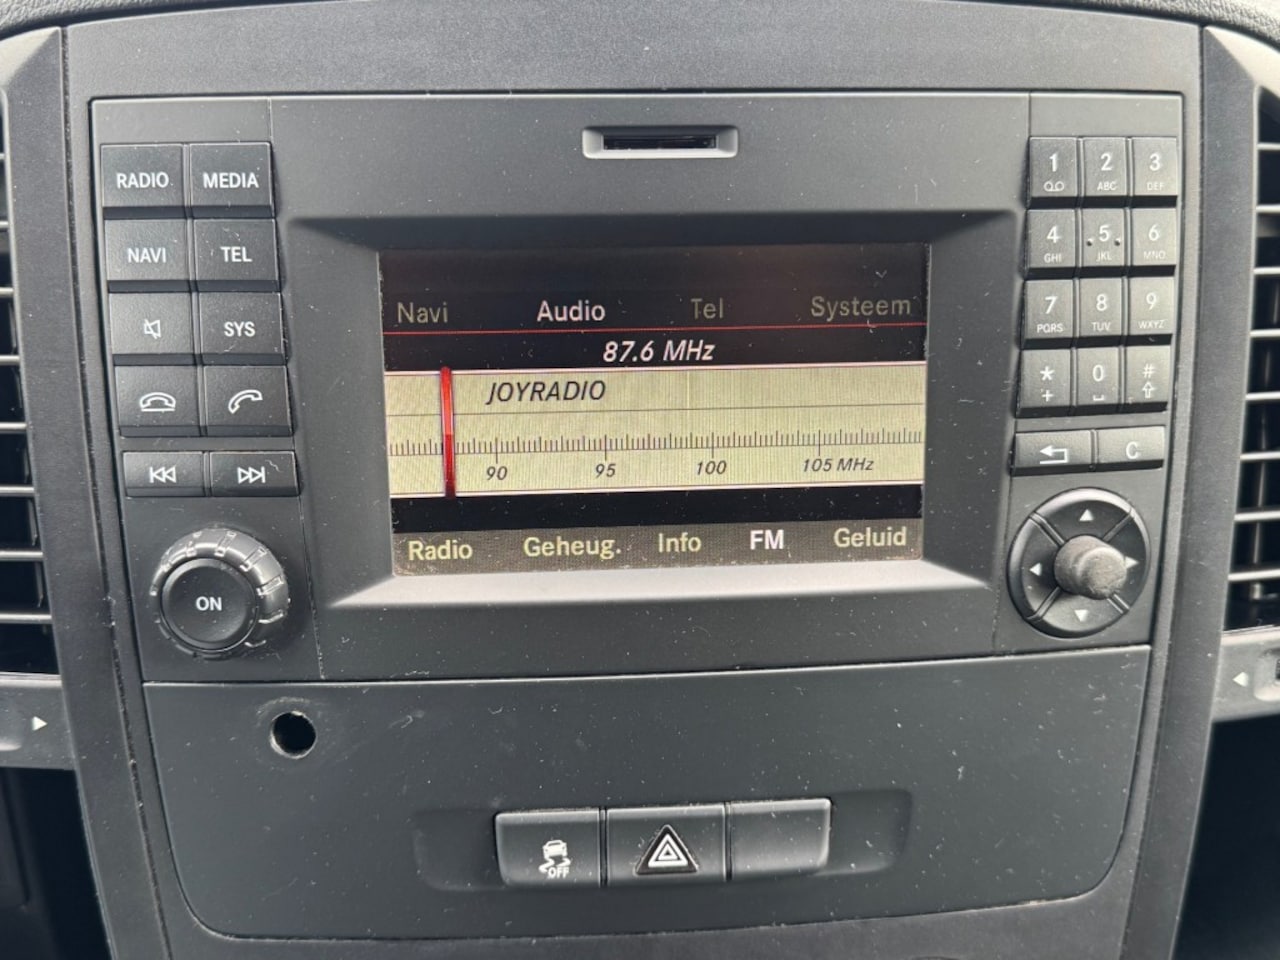 RADIO MEDIA
NAVI TEL
SYS
ON
Navi Audio Tel Systeem
87.6 MHz
JOYRADIO
90 95 100 105 MHz
Radio Geheug. Info FM Geluid
1 2 ABC 3 DEF
4 GHI 5 JKL 6 MNO
7 PQRS 8 TUV 9 WXYZ
* + 0 #
C
OFF